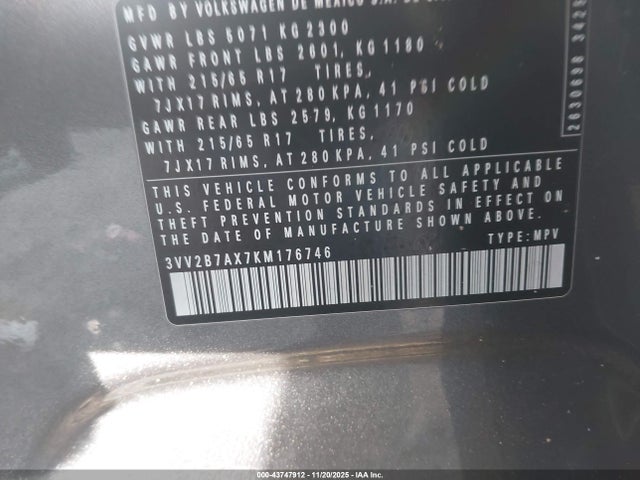 MFD BY VOLKSWAGEN DE MEXICO S.A. DE
GVWR LBS 5071 KG 2300
GAWR FRONT LBS 2601, KG 1180
WITH 215/65 R17 TIRES,
7JX17 RIMS, AT 280 KPA, 41 PSI COLD
GAWR REAR LBS 2579, KG 1170
WITH 215/65 R17 TIRES,
7JX17 RIMS, AT 280 KPA, 41 PSI COLD
THIS VEHICLE CONFORMS TO ALL APPLICABLE
U.S. FEDERAL MOTOR VEHICLE SAFETY AND
THEFT PREVENTION STANDARDS IN EFFECT ON
THE DATE OF MANUFACTURE SHOWN ABOVE.
TYPE: MPV
3VV2B7AX7KM176746
2630698
000-43747912 - 11/20/2025 - IAA Inc.